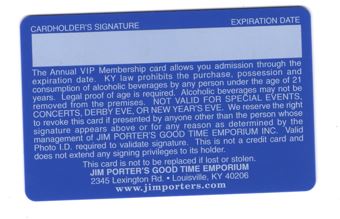 CARDHOLDER'S SIGNATURE EXPIRATION DATE
The Annual VIP Membership card allows you admission through the
expiration date. KY law prohibits the purchase, possession and
consumption of alcoholic beverages by any person under the age of 21
years. Legal proof of age is required. Alcoholic beverages may not be
removed from the premises. NOT VALID FOR SPECIAL EVENTS,
CONCERTS, DERBY EVE, OR NEW YEAR'S EVE. We reserve the right
to revoke this card if presented by anyone other than the person whose
signature appears above or for any reason as determined by the
management of JIM PORTER'S GOOD TIME EMPORIUM INC. Valid
Photo I.D. required to validate signature. This is not a credit card and
does not extend any signing privileges to its holder.
This card is not to be replaced if lost or stolen.
JIM PORTER'S GOOD TIME EMPORIUM
2345 Lexington Rd. • Louisville, KY 40206
www.jimporters.com